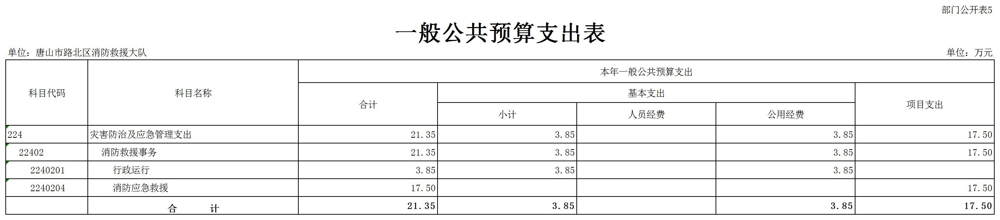 部门公开表5
一般公共预算支出表
单位：唐山市路北区消防救援大队 单位：万元
科目代码 科目名称 本年一般公共预算支出
合计 基本支出 项目支出
小计 人员经费 公用经费
224 灾害防治及应急管理支出 21.35 3.85 3.85 17.50
22402 消防救援事务 21.35 3.85 3.85 17.50
2240201 行政运行 3.85 3.85 3.85
2240204 消防应急救援 17.50 17.50
合 计 21.35 3.85 3.85 17.50